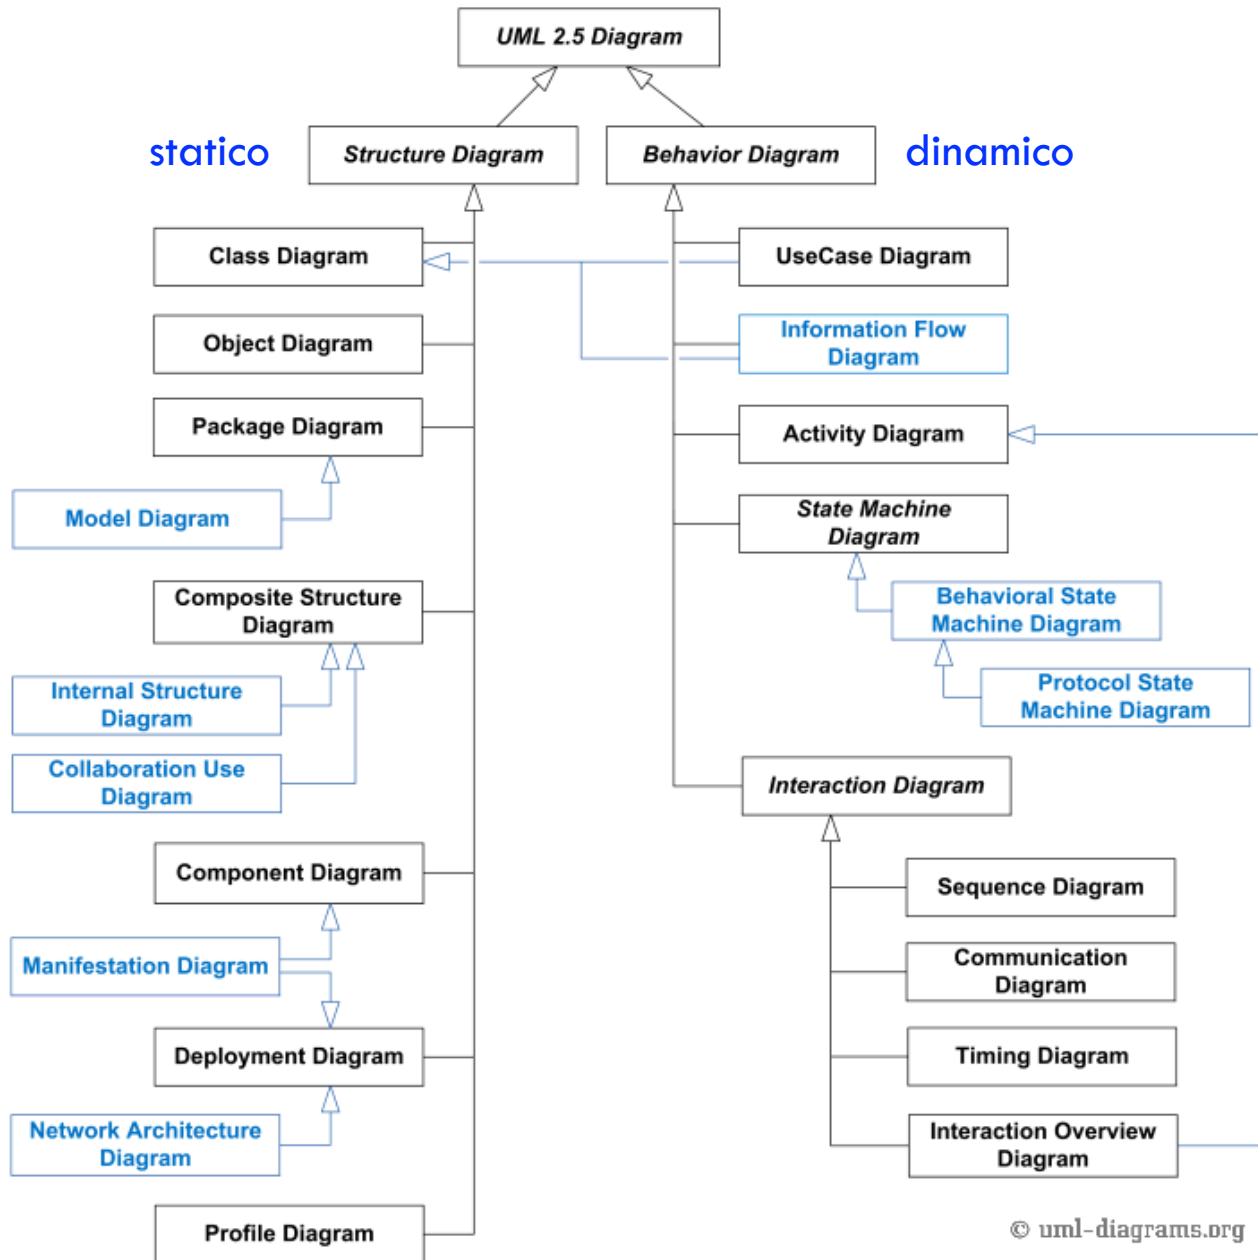 UML 2.5 Diagram
statico
Structure Diagram
Behavior Diagram
dinamico
Class Diagram
UseCase Diagram
Object Diagram
Information Flow
Diagram
Package Diagram
Activity Diagram
Model Diagram
State Machine
Diagram
Composite Structure
Diagram
Behavioral State
Machine Diagram
Internal Structure
Diagram
Protocol State
Machine Diagram
Collaboration Use
Diagram
Interaction Diagram
Component Diagram
Sequence Diagram
Manifestation Diagram
Communication
Diagram
Deployment Diagram
Timing Diagram
Network Architecture
Diagram
Interaction Overview
Diagram
Profile Diagram
© uml-diagrams.org